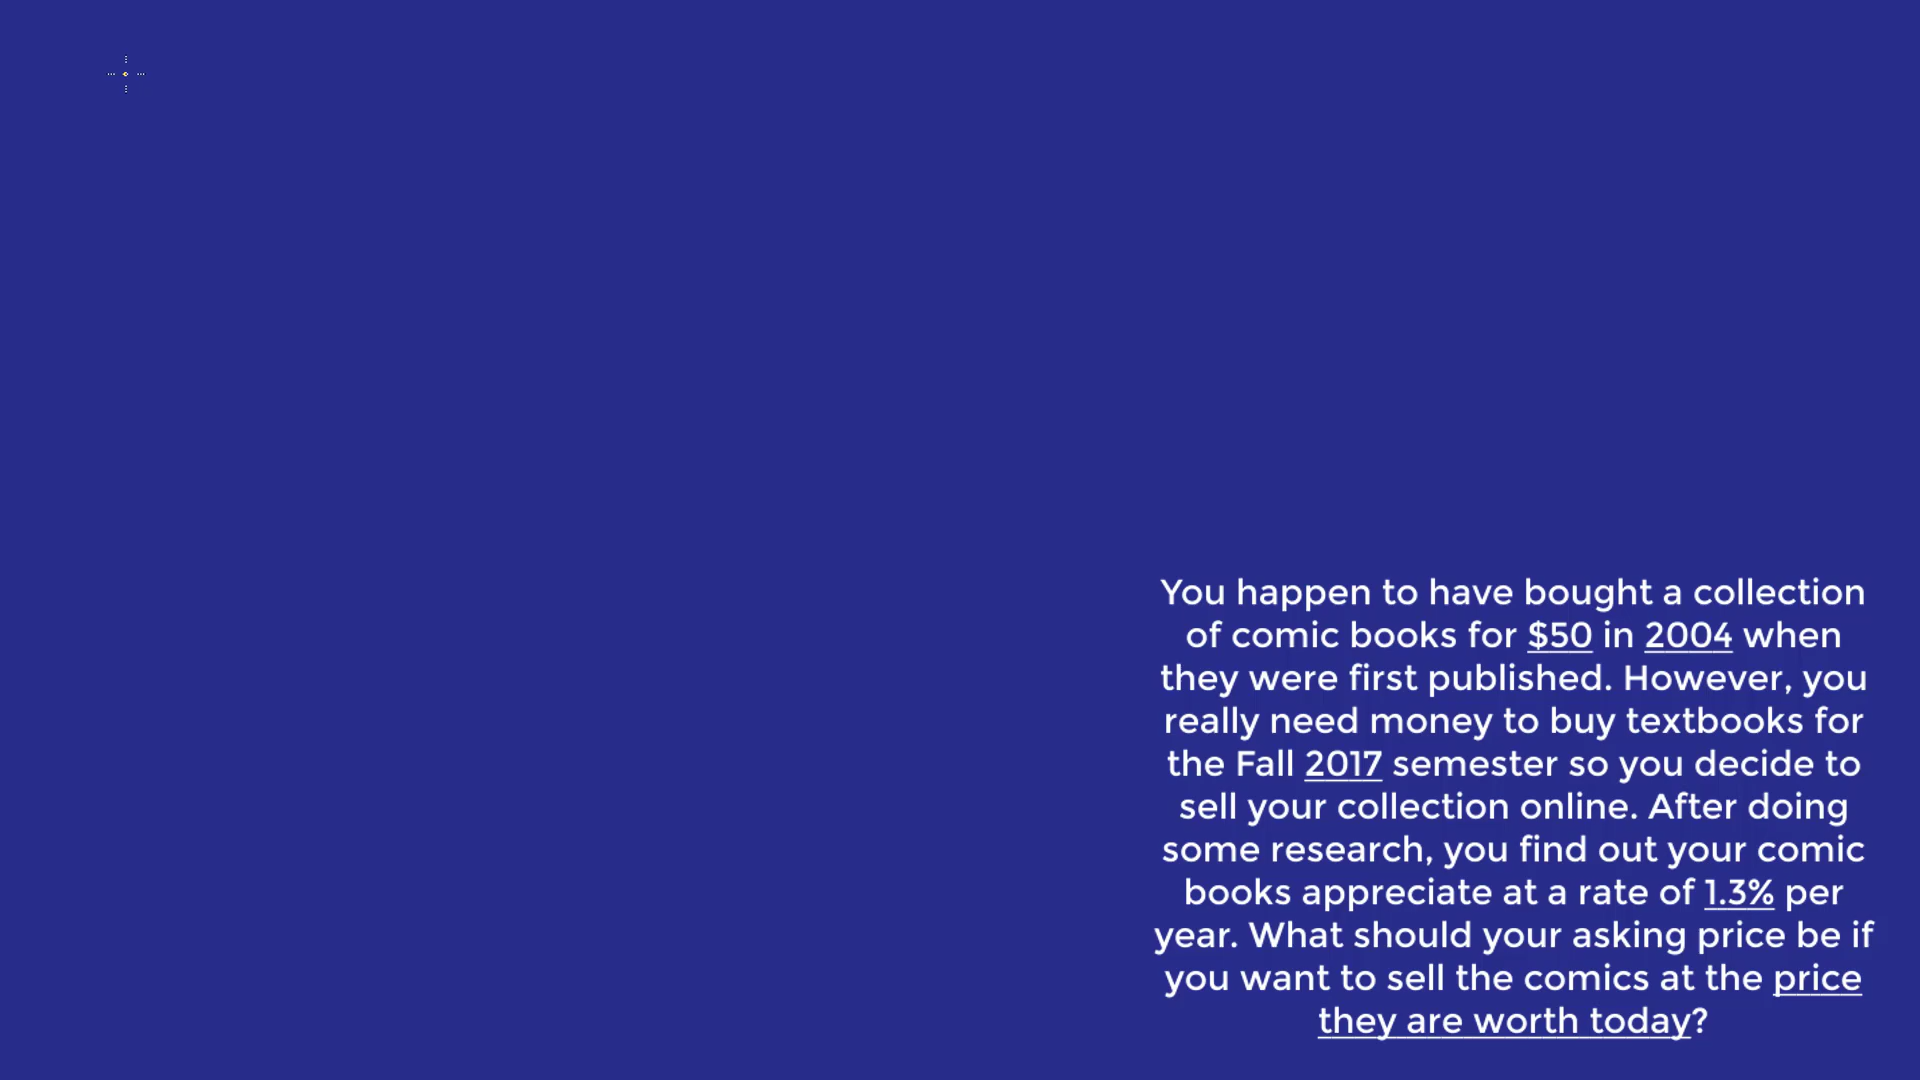 You happen to have bought a collection
of comic books for $50 in 2004 when
they were first published. However, you
really need money to buy textbooks for
the Fall 2017 semester so you decide to
sell your collection online. After doing
some research, you find out your comic
books appreciate at a rate of 1.3% per
year. What should your asking price be if
you want to sell the comics at the price
they are worth today?